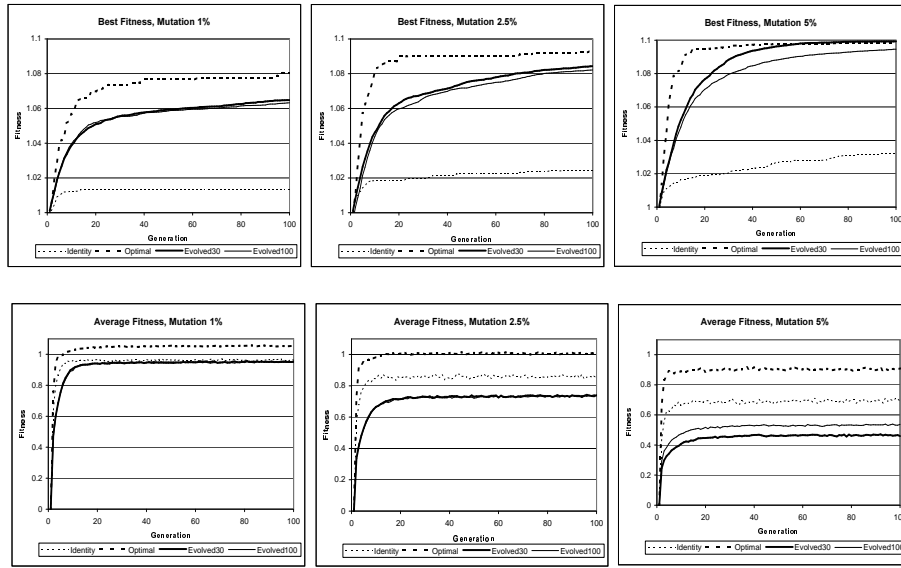 Best Fitness, Mutation 1%
1.1
1.08
1.06
1.04
1.02
1
Fitness
0 20 40 60 80 100
Generation
Identity Optimal Evolved30 Evolved100
Best Fitness, Mutation 2.5%
1.1
1.08
1.06
1.04
1.02
1
Fitness
0 20 40 60 80 100
Generation
Identity Optimal Evolved30 Evolved100
Best Fitness, Mutation 5%
1.1
1.08
1.06
1.04
1.02
1
Fitness
0 20 40 60 80 100
Generation
Identity Optimal Evolved30 Evolved100
Average Fitness, Mutation 1%
1
0.8
0.6
0.4
0.2
0
Fitness
0 20 40 60 80 100
Generation
Identity Optimal Evolved30 Evolved100
Average Fitness, Mutation 2.5%
1
0.8
0.6
0.4
0.2
0
Fitness
0 20 40 60 80 100
Generation
Identity Optimal Evolved30 Evolved100
Average Fitness, Mutation 5%
1
0.8
0.6
0.4
0.2
0
Fitness
0 20 40 60 80 100
Generation
Identity Optimal Evolved30 Evolved100